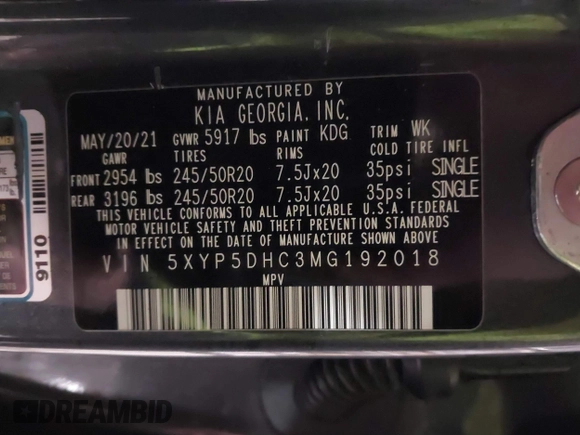 MANUFACTURED BY
KIA GEORGIA. INC.
MAY/20/21 GVWR 5917 lbs PAINT KDG TRIM WK
GAWR TIRES RIMS COLD TIRE INFL
FRONT 2954 lbs 245/50R20 7.5Jx20 35psi SINGLE
REAR 3196 lbs 245/50R20 7.5Jx20 35psi SINGLE
THIS VEHICLE CONFORMS TO ALL APPLICABLE U.S.A. FEDERAL
MOTOR VEHICLE SAFETY AND THEFT PREVENTION STANDARDS
IN EFFECT ON THE DATE OF MANUFACTURE SHOWN ABOVE.
VIN 5XYP5DHC3MG192018
MPV
9110
DREAMBID